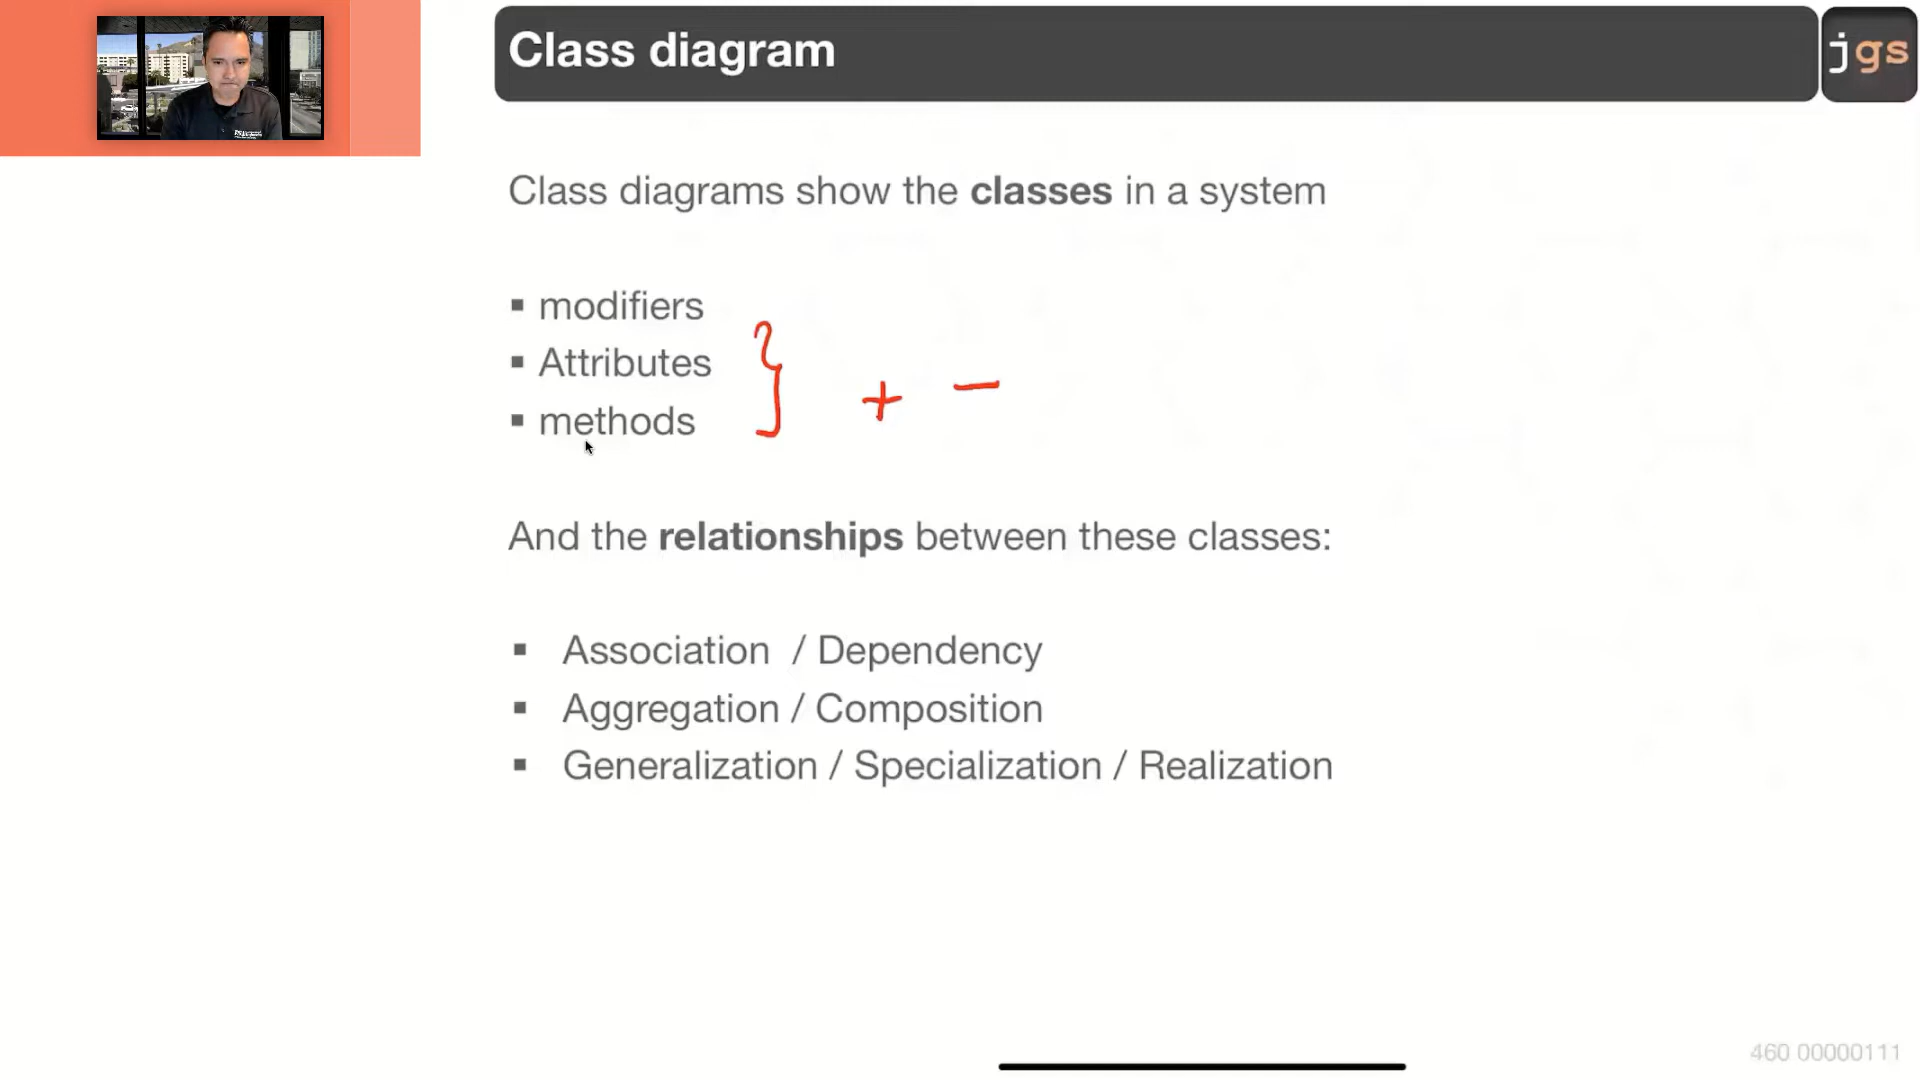 Class diagram
jgs
Class diagrams show the classes in a system
▪ modifiers
▪ Attributes
▪ methods
} + −
And the relationships between these classes:
▪ Association / Dependency
▪ Aggregation / Composition
▪ Generalization / Specialization / Realization
460 00000111